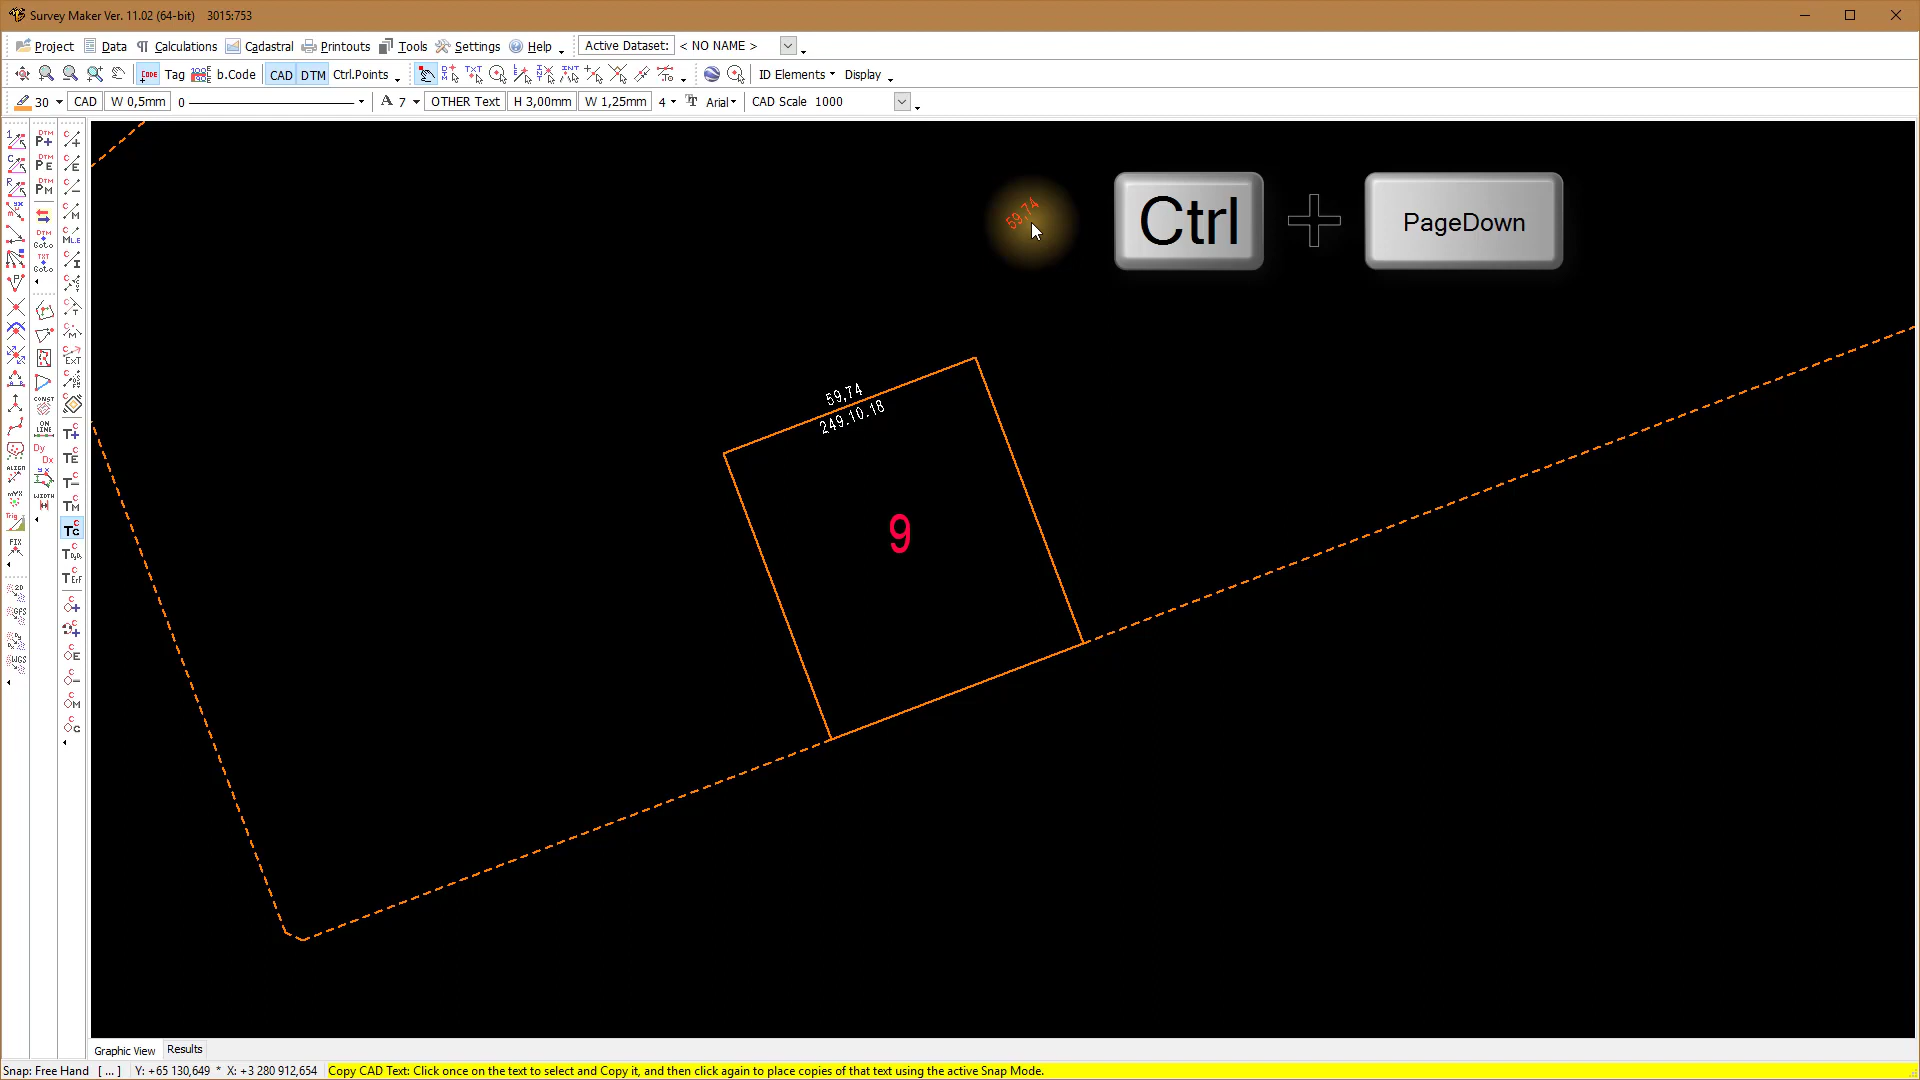 Survey Maker Ver. 11.02 (64-bit) 3015:753
Project Data Calculations Cadastral Printouts Tools Settings Help Active Dataset: < NO NAME >
CODE Tag b.Code CAD DTM Ctrl.Points ID Elements Display
30 CAD W 0,5mm 0 A 7 OTHER Text H 3,00mm W 1,25mm 4 Arial CAD Scale 1000
59,74
Ctrl
PageDown
59,74
249.10.18
9
Graphic View Results
Snap: Free Hand [ ... ] Y: +65 130,649 * X: +3 280 912,654 Copy CAD Text: Click once on the text to select and Copy it, and then click again to place copies of that text using the active Snap Mode.